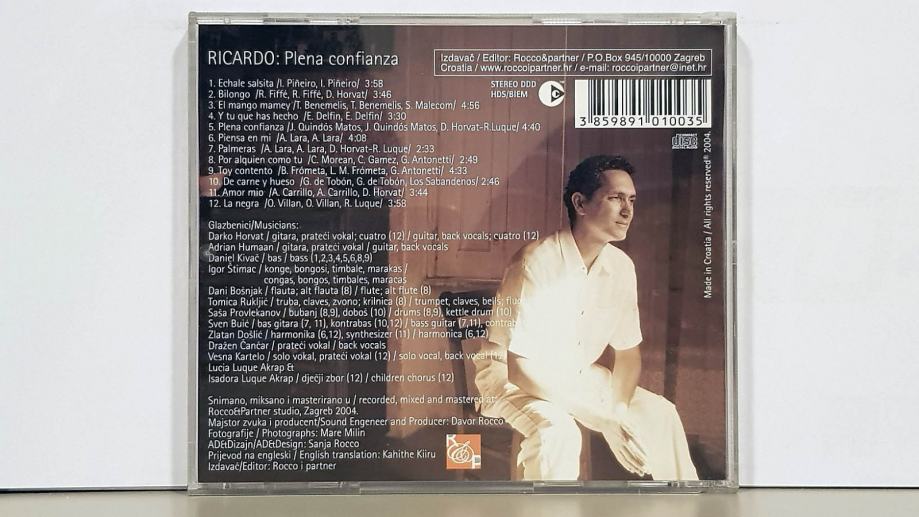 RICARDO: Plena confianza
Izdavač / Editor: Rocco&partner / P.O.Box 945/10000 Zagreb
Croatia / www.roccoipartner.hr / e-mail: roccoipartner@inet.hr
1. Echale salsita /I. Piñeiro, I. Piñeiro/ 3:58
2. Bilongo /R. Fiffé, R. Fiffé, D. Horvat/ 3:46
3. El mango mamey /T. Benemelis, T. Benemelis, S. Malecom/ 4:56
4. Y tu que has hecho /E. Delfin, E. Delfin/ 3:30
5. Plena confianza /J. Quindós Matos, J. Quindós Matos, D. Horvat-R.Luque/ 4:40
6. Piensa en mi /A. Lara, A. Lara/ 4:08
7. Palmeras /A. Lara, A. Lara, D. Horvat-R. Luque/ 2:33
8. Por alguien como tu /C. Morean, C. Gamez, G. Antonetti/ 2:49
9. Toy contento /B. Frómeta, L. M. Frómeta, G. Antonetti/ 4:33
10. De carne y hueso /G. de Tobón, G. de Tobón, Los Sabandenos/ 2:46
11. Amor mio /A. Carrillo, A. Carrillo, D. Horvat/ 3:44
12. La negra /O. Villan, O. Villan, R. Luque/ 3:58
STEREO DDD
HDS/BIEM
3 859891 010035
COMPACT
disc
DIGITAL AUDIO
Made in Croatia / All rights reserved® 2004.
Glazbenici/Musicians:
Darko Horvat / gitara, prateći vokal; cuatro (12) / guitar, back vocals; cuatro (12)
Adrian Humann / gitara, prateći vokal / guitar, back vocals
Daniel Kivač / bas / bass (1,2,3,4,5,6,8,9)
Igor Štimac / konge, bongosi, timbale, marakas /
congas, bongos, timbales, maracas
Dani Bošnjak / flauta; alt flauta (8) / flute; alt flute (8)
Tomica Rukljić / truba, claves, zvono; krilnica (8) / trumpet, claves, bells;
Saša Provlekanov / bubanj (8,9), doboš (10) / drums (8,9), kettle drum (10)
Sven Buić / bas gitara (7, 11), kontrabas (10,12) / bass guitar (7,11),
Zlatan Došlić / harmonika (6,12), synthesizer (11) / harmonica (6,12)
Dražen Čančar / prateći vokal / back vocals
Vesna Kartelo / solo vokal, prateći vokal (12) / solo vocal, back vocal
Lucia Luque Akrap &
Isadora Luque Akrap / dječji zbor (12) / children chorus (12)
Snimano, miksano i masterirano u / recorded, mixed and mastered at:
Rocco&Partner studio, Zagreb 2004.
Majstor zvuka i producent/Sound Engeneer and Producer: Davor Rocco
Fotografije / Photographs: Mare Milin
AD&Dizajn/AD&Design: Sanja Rocco
Prijevod na engleski / English translation: Kahithe Kiiru
Izdavač/Editor: Rocco i partner
R&P